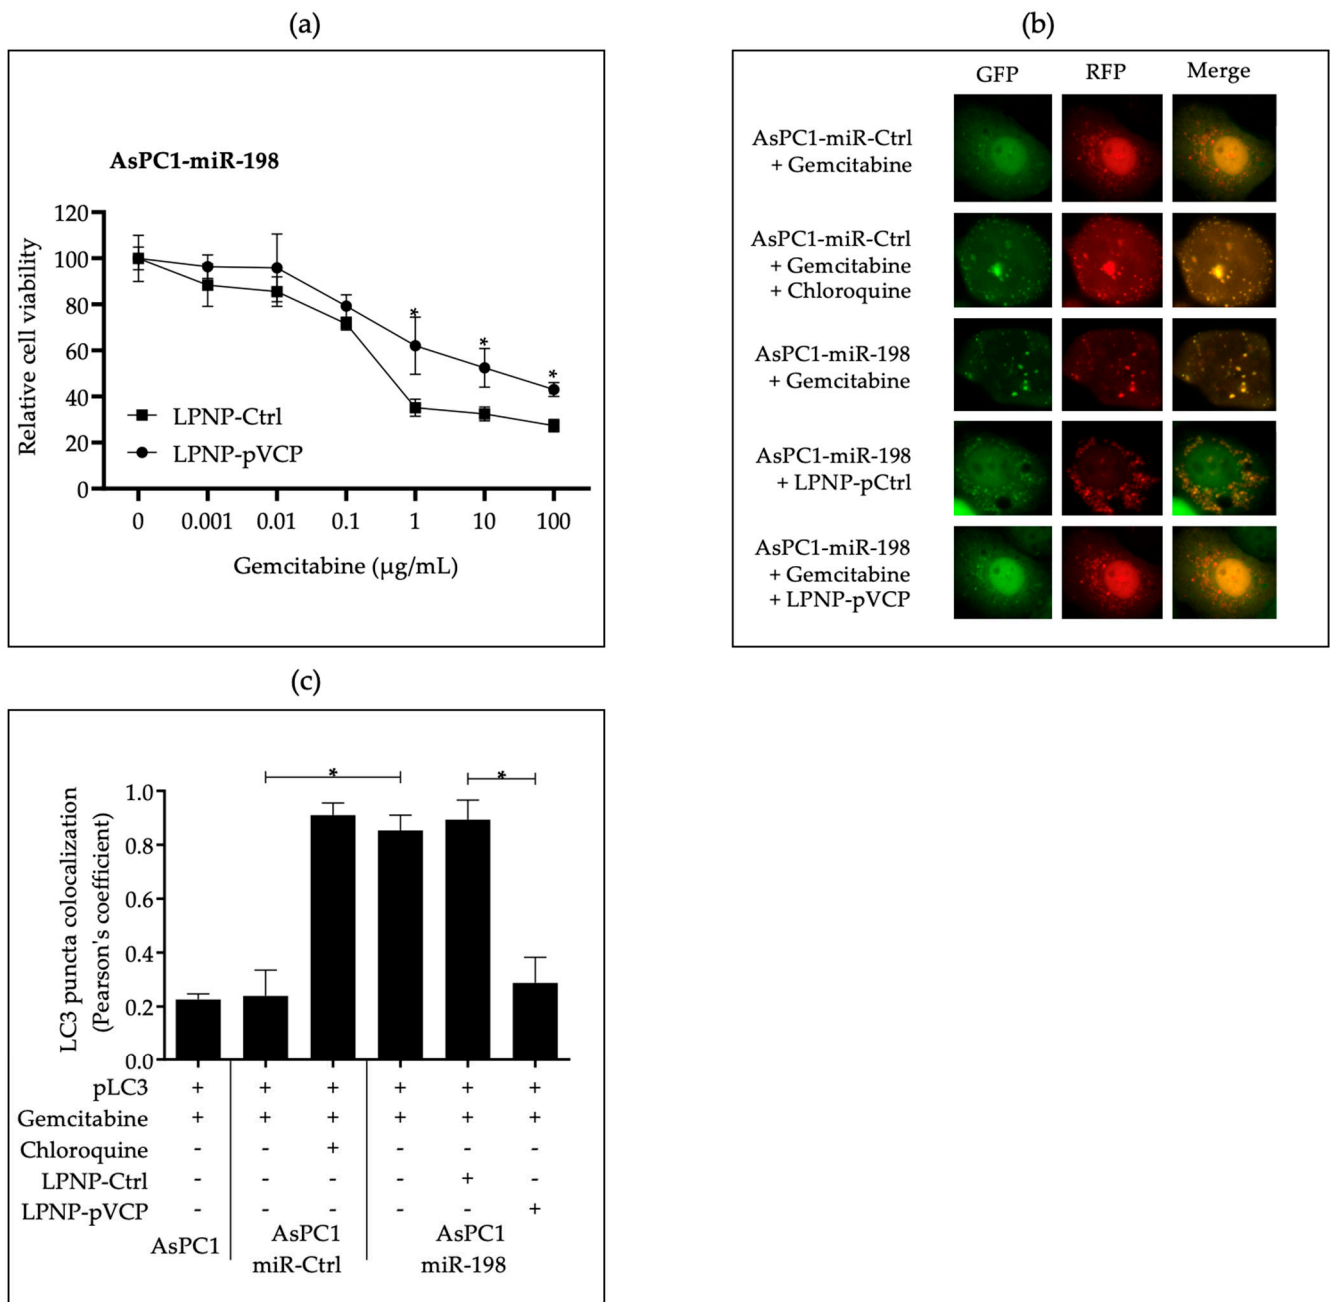 (a)
AsPC1-miR-198
120
100
80
60
40
20
0
Relative cell viability
LPNP-Ctrl
LPNP-pVCP
*
*
*
0 0.001 0.01 0.1 1 10 100
Gemcitabine (µg/mL)
(b)
GFP RFP Merge
AsPC1-miR-Ctrl
+ Gemcitabine
AsPC1-miR-Ctrl
+ Gemcitabine
+ Chloroquine
AsPC1-miR-198
+ Gemcitabine
AsPC1-miR-198
+ LPNP-pCtrl
AsPC1-miR-198
+ Gemcitabine
+ LPNP-pVCP
(c)
* *
LC3 puncta colocalization
(Pearson's coefficient)
1.0
0.8
0.6
0.4
0.2
0.0
pLC3 + + + + + +
Gemcitabine + + + + + +
Chloroquine - - + - - -
LPNP-Ctrl - - - - + -
LPNP-pVCP - - - - - +
AsPC1
AsPC1
miR-Ctrl
AsPC1
miR-198